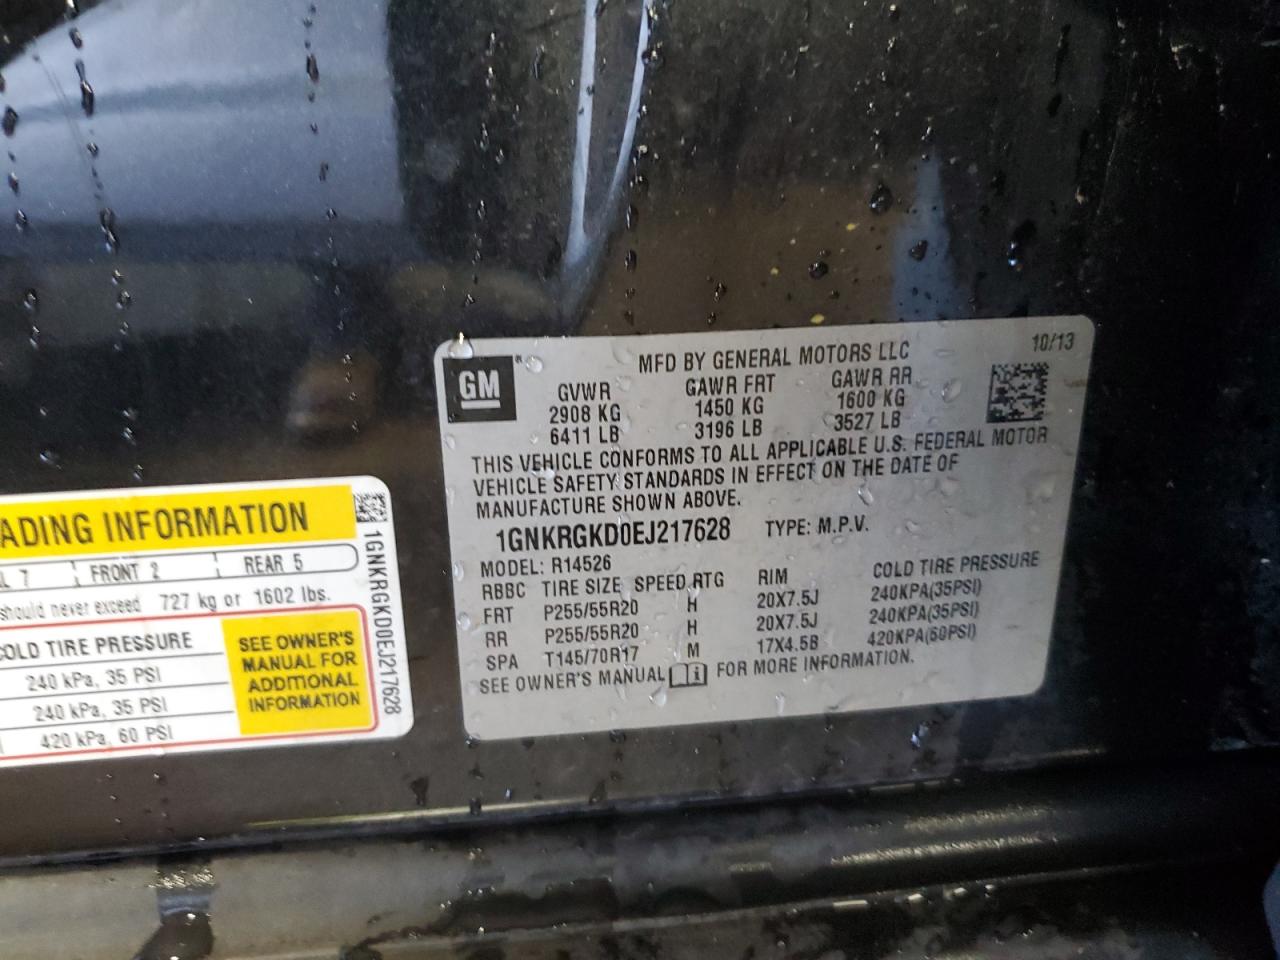 MFD BY GENERAL MOTORS LLC 10/13
GM ®
GVWR GAWR FRT GAWR RR
2908 KG 1450 KG 1600 KG
6411 LB 3196 LB 3527 LB
THIS VEHICLE CONFORMS TO ALL APPLICABLE U.S. FEDERAL MOTOR
VEHICLE SAFETY STANDARDS IN EFFECT ON THE DATE OF
MANUFACTURE SHOWN ABOVE.
1GNKRGKD0EJ217628 TYPE: M.P.V.
MODEL: R14526
RBBC TIRE SIZE SPEED RTG RIM COLD TIRE PRESSURE
FRT P255/55R20 H 20X7.5J 240KPA(35PSI)
RR P255/55R20 H 20X7.5J 240KPA(35PSI)
SPA T145/70R17 M 17X4.5B 420KPA(60PSI)
SEE OWNER'S MANUAL i FOR MORE INFORMATION.
ADING INFORMATION
L 7 FRONT 2 REAR 5
should never exceed 727 kg or 1602 lbs.
COLD TIRE PRESSURE
240 kPa, 35 PSI
240 kPa, 35 PSI
420 kPa, 60 PSI
SEE OWNER'S
MANUAL FOR
ADDITIONAL
INFORMATION
1GNKRGKD0EJ217628